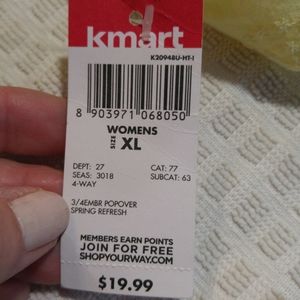 kmart
K20948U-HT-I
8 903971 068050
WOMENS
SIZE XL
DEPT: 27 CAT: 77
SEAS: 3018 SUBCAT: 63
4-WAY
3/4EMBR POPOVER
SPRING REFRESH
MEMBERS EARN POINTS
JOIN FOR FREE
SHOPYOURWAY.COM
$19.99